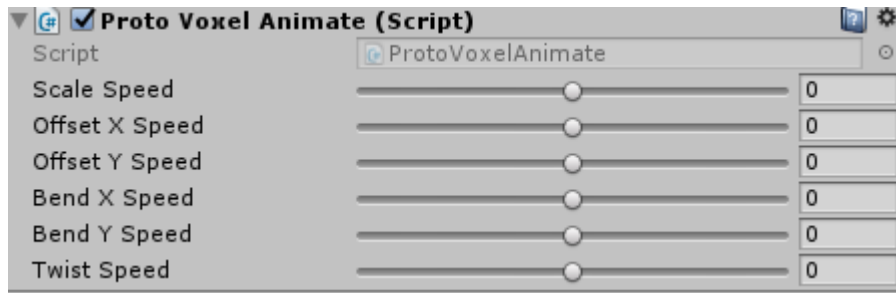 Proto Voxel Animate (Script)
Script ProtoVoxelAnimate
Scale Speed 0
Offset X Speed 0
Offset Y Speed 0
Bend X Speed 0
Bend Y Speed 0
Twist Speed 0